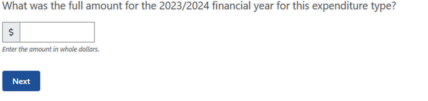 What was the full amount for the 2023/2024 financial year for this expenditure type?
$
Enter the amount in whole dollars.
Next